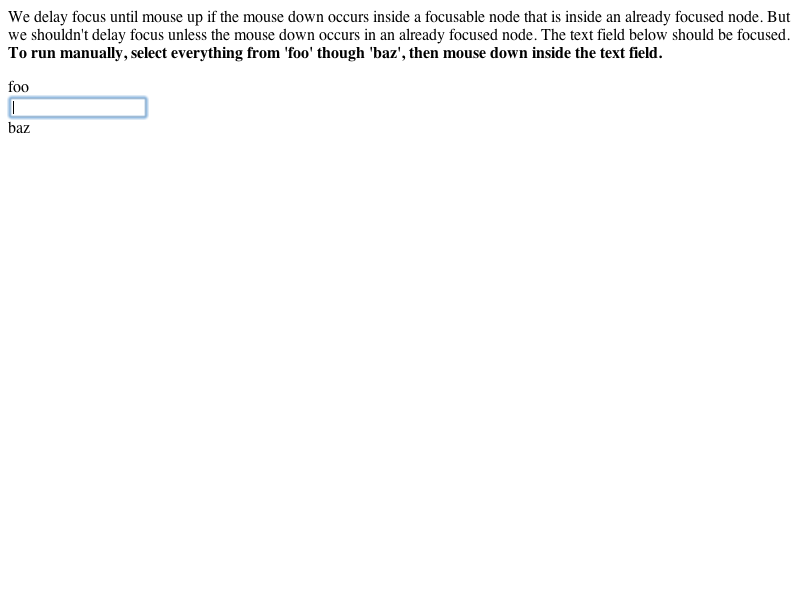 We delay focus until mouse up if the mouse down occurs inside a focusable node that is inside an already focused node. But
we shouldn't delay focus unless the mouse down occurs in an already focused node. The text field below should be focused.
To run manually, select everything from 'foo' though 'baz', then mouse down inside the text field.
foo
baz